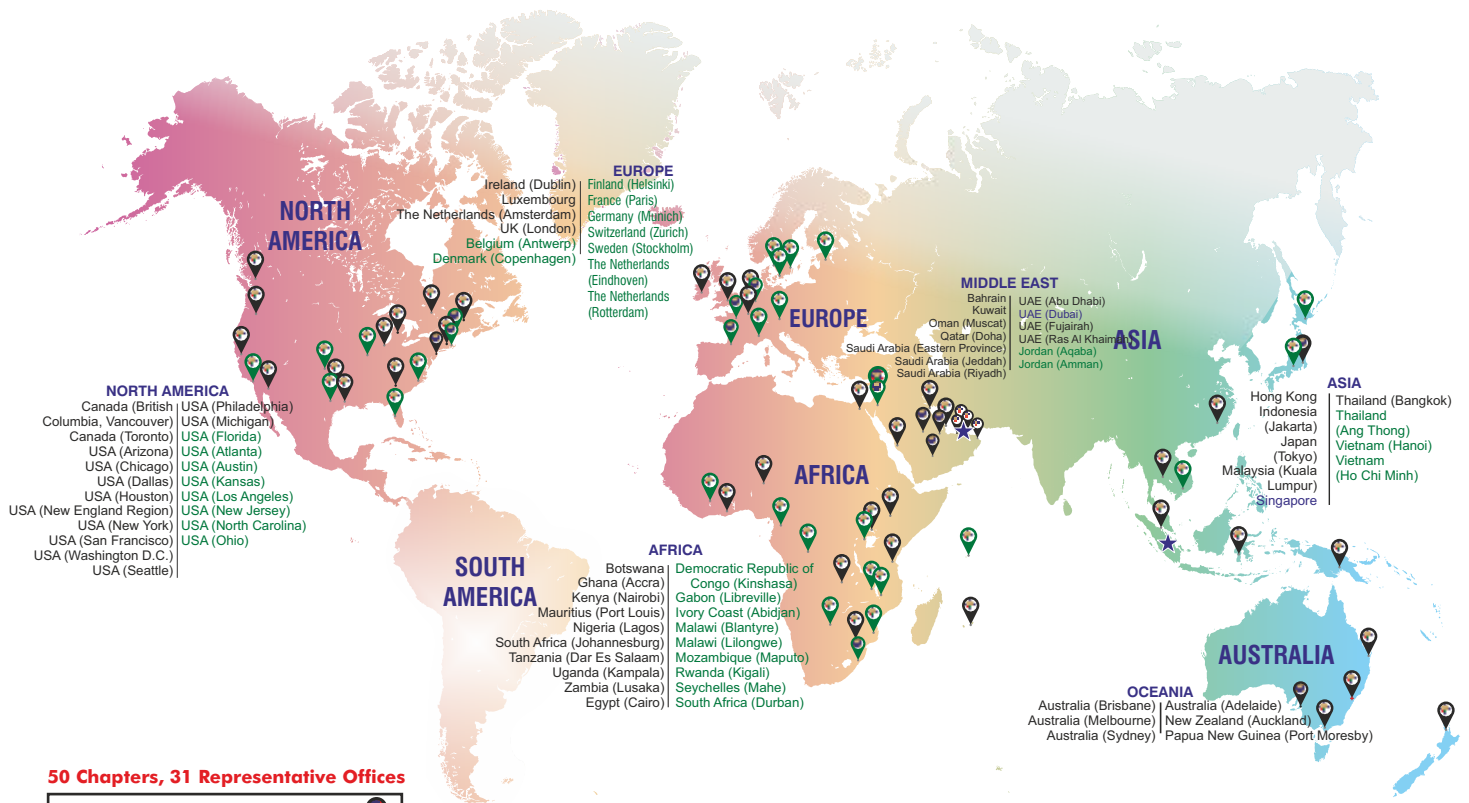 NORTH
AMERICA
EUROPE
Ireland (Dublin)
Luxembourg
The Netherlands (Amsterdam)
UK (London)
Belgium (Antwerp)
Denmark (Copenhagen)
Finland (Helsinki)
France (Paris)
Germany (Munich)
Switzerland (Zurich)
Sweden (Stockholm)
The Netherlands
(Eindhoven)
The Netherlands
(Rotterdam)
EUROPE
MIDDLE EAST
Bahrain
Kuwait
Oman (Muscat)
Qatar (Doha)
Saudi Arabia (Eastern Province)
Saudi Arabia (Jeddah)
Saudi Arabia (Riyadh)
UAE (Abu Dhabi)
UAE (Dubai)
UAE (Fujairah)
UAE (Ras Al Khaimah)
Jordan (Aqaba)
Jordan (Amman)
ASIA
NORTH AMERICA
Canada (British
Columbia, Vancouver)
Canada (Toronto)
USA (Arizona)
USA (Chicago)
USA (Dallas)
USA (Houston)
USA (New England Region)
USA (New York)
USA (San Francisco)
USA (Washington D.C.)
USA (Seattle)
USA (Philadelphia)
USA (Michigan)
USA (Florida)
USA (Atlanta)
USA (Austin)
USA (Kansas)
USA (Los Angeles)
USA (New Jersey)
USA (North Carolina)
USA (Ohio)
ASIA
Hong Kong
Indonesia
(Jakarta)
Japan
(Tokyo)
Malaysia (Kuala
Lumpur)
Singapore
Thailand (Bangkok)
Thailand
(Ang Thong)
Vietnam (Hanoi)
Vietnam
(Ho Chi Minh)
AFRICA
SOUTH
AMERICA
AFRICA
Botswana
Ghana (Accra)
Kenya (Nairobi)
Mauritius (Port Louis)
Nigeria (Lagos)
South Africa (Johannesburg)
Tanzania (Dar Es Salaam)
Uganda (Kampala)
Zambia (Lusaka)
Egypt (Cairo)
Democratic Republic of
Congo (Kinshasa)
Gabon (Libreville)
Ivory Coast (Abidjan)
Malawi (Blantyre)
Malawi (Lilongwe)
Mozambique (Maputo)
Rwanda (Kigali)
Seychelles (Mahe)
South Africa (Durban)
AUSTRALIA
OCEANIA
Australia (Brisbane)
Australia (Melbourne)
Australia (Sydney)
Australia (Adelaide)
New Zealand (Auckland)
Papua New Guinea (Port Moresby)
50 Chapters, 31 Representative Offices